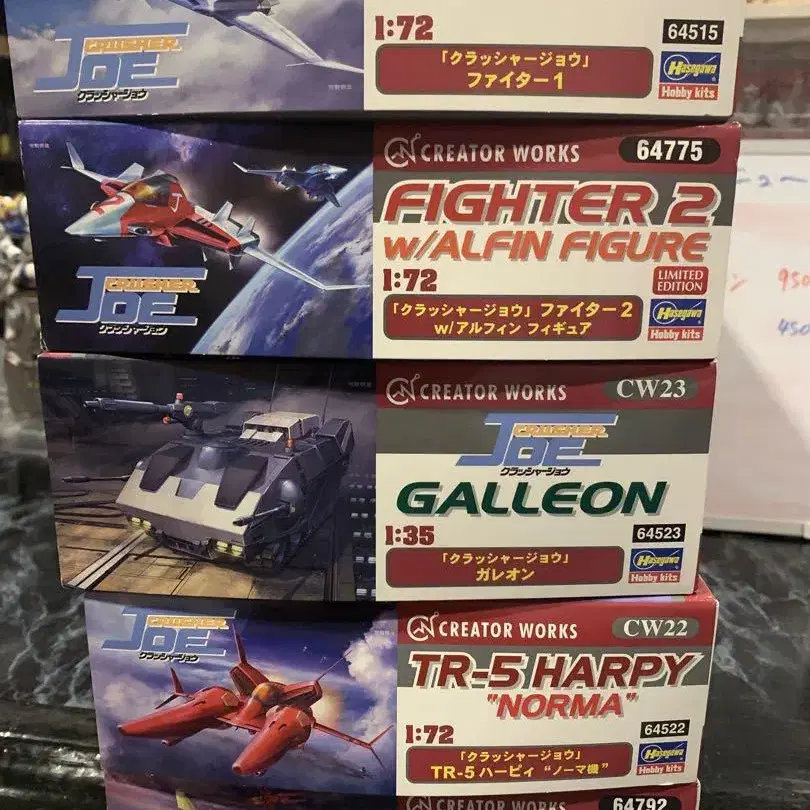 1:72
64515
CRUSHER
JOE
クラッシャージョウ
「クラッシャージョウ」
ファイター1
Hasegawa
Hobby kits
CREATOR WORKS
64775
FIGHTER 2
W/ALFIN FIGURE
1:72
LIMITED
EDITION
CRUSHER
JOE
クラッシャージョウ
「クラッシャージョウ」ファイター2
w/アルフィン フィギュア
Hasegawa
Hobby kits
CREATOR WORKS
CW23
CRUSHER
JOE
クラッシャージョウ
GALLEON
1:35
64523
「クラッシャージョウ」
ガレオン
Hasegawa
Hobby kits
CRUSHER
JOE
クラッシャージョウ
CREATOR WORKS
CW22
TR-5 HARPY
"NORMA"
1:72
64522
「クラッシャージョウ」
TR-5 ハーピィ "ノーマ機"
Hasegawa
Hobby kits
CREATOR WORKS
64792